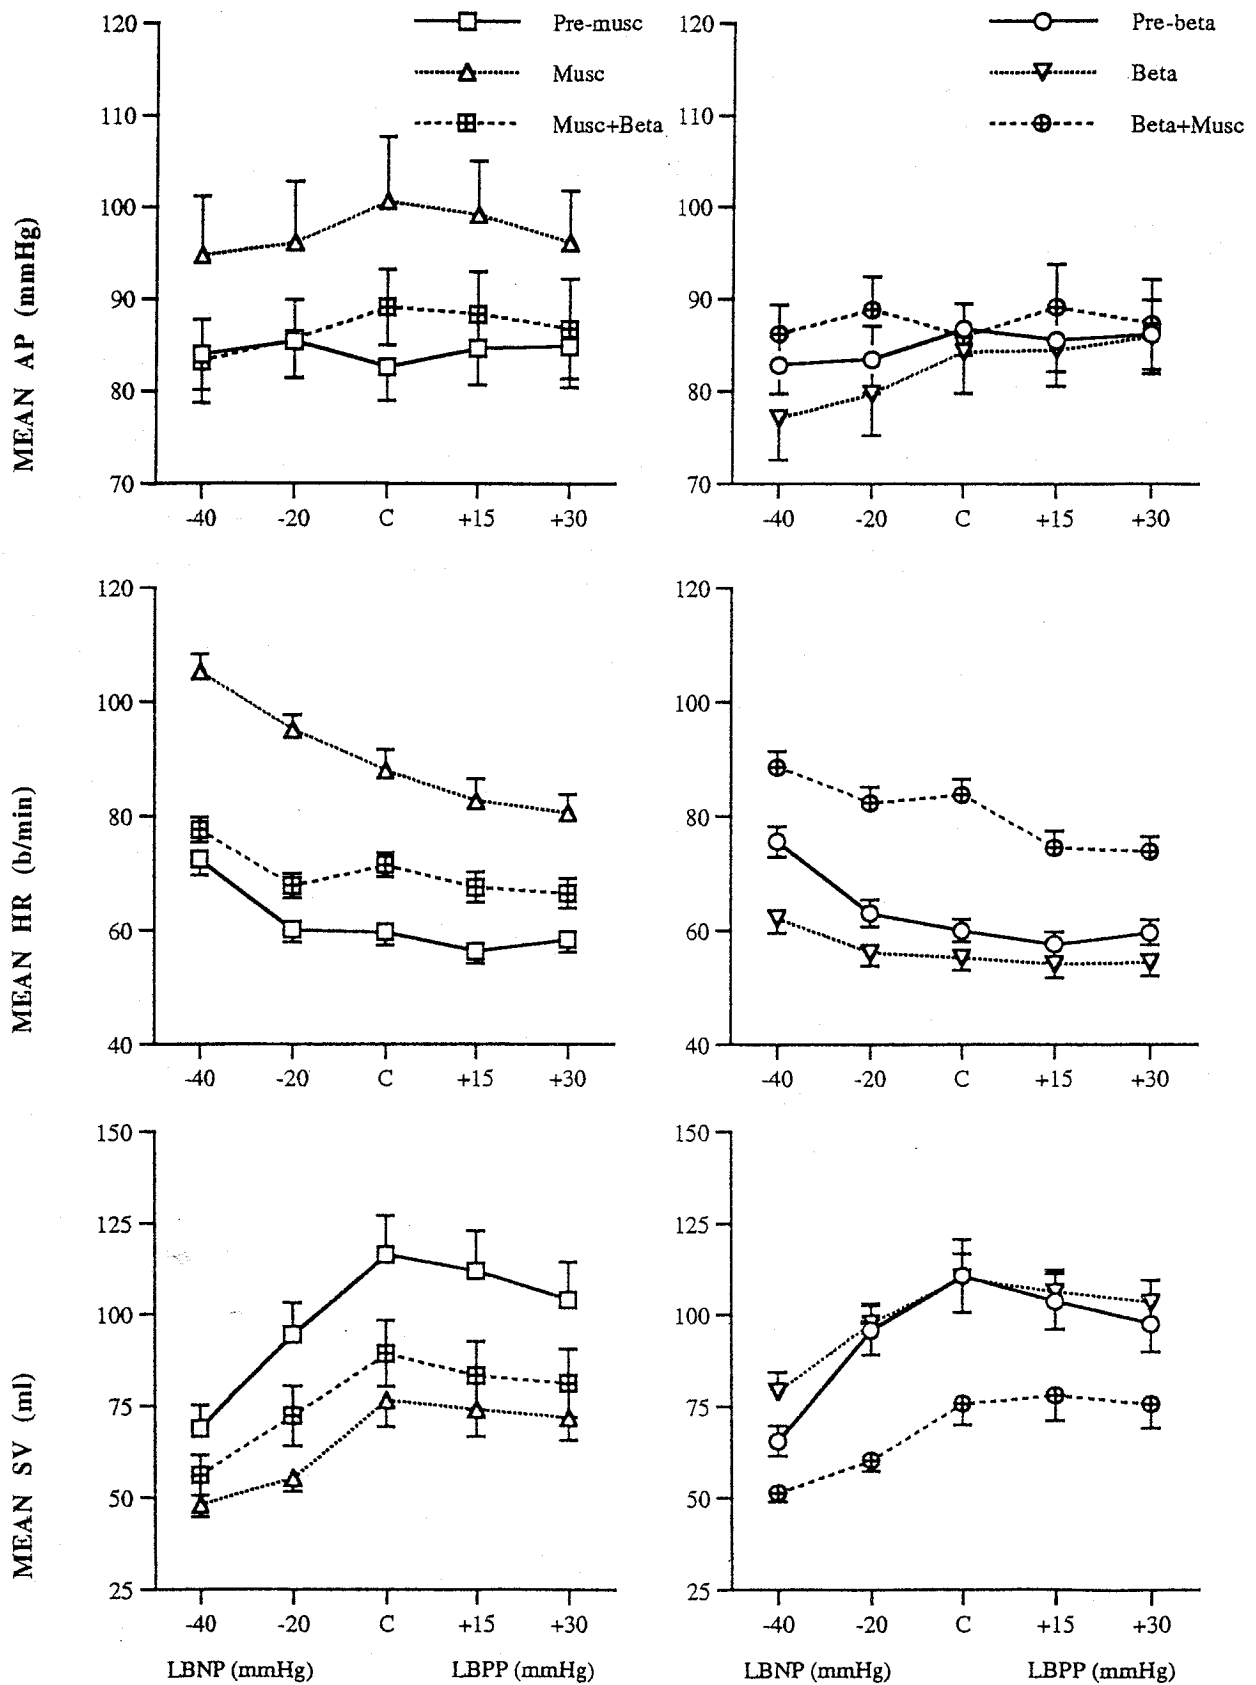 120
110
100
90
80
70
MEAN AP (mmHg)
-40 -20 C +15 +30
Pre-musc
Musc
Musc+Beta
120
110
100
90
80
70
-40 -20 C +15 +30
Pre-beta
Beta
Beta+Musc
120
100
80
60
40
MEAN HR (b/min)
-40 -20 C +15 +30
120
100
80
60
40
-40 -20 C +15 +30
150
125
100
75
50
25
MEAN SV (ml)
-40 -20 C +15 +30
LBNP (mmHg) LBPP (mmHg)
150
125
100
75
50
25
-40 -20 C +15 +30
LBNP (mmHg) LBPP (mmHg)